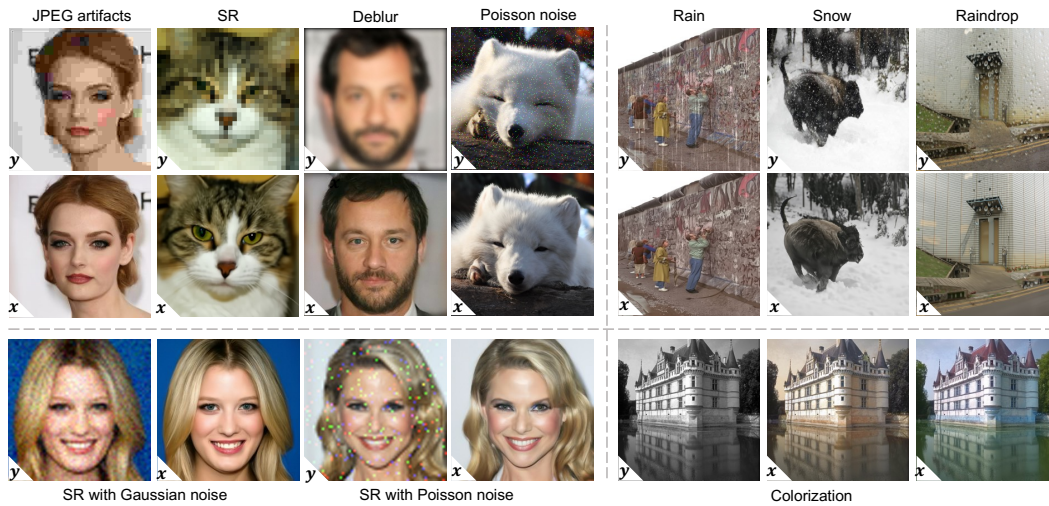 JPEG artifacts
SR
Deblur
Poisson noise
Rain
Snow
Raindrop
y
y
y
y
y
y
y
x
x
x
x
x
x
x
y
x
y
x
y
x
x
SR with Gaussian noise
SR with Poisson noise
Colorization